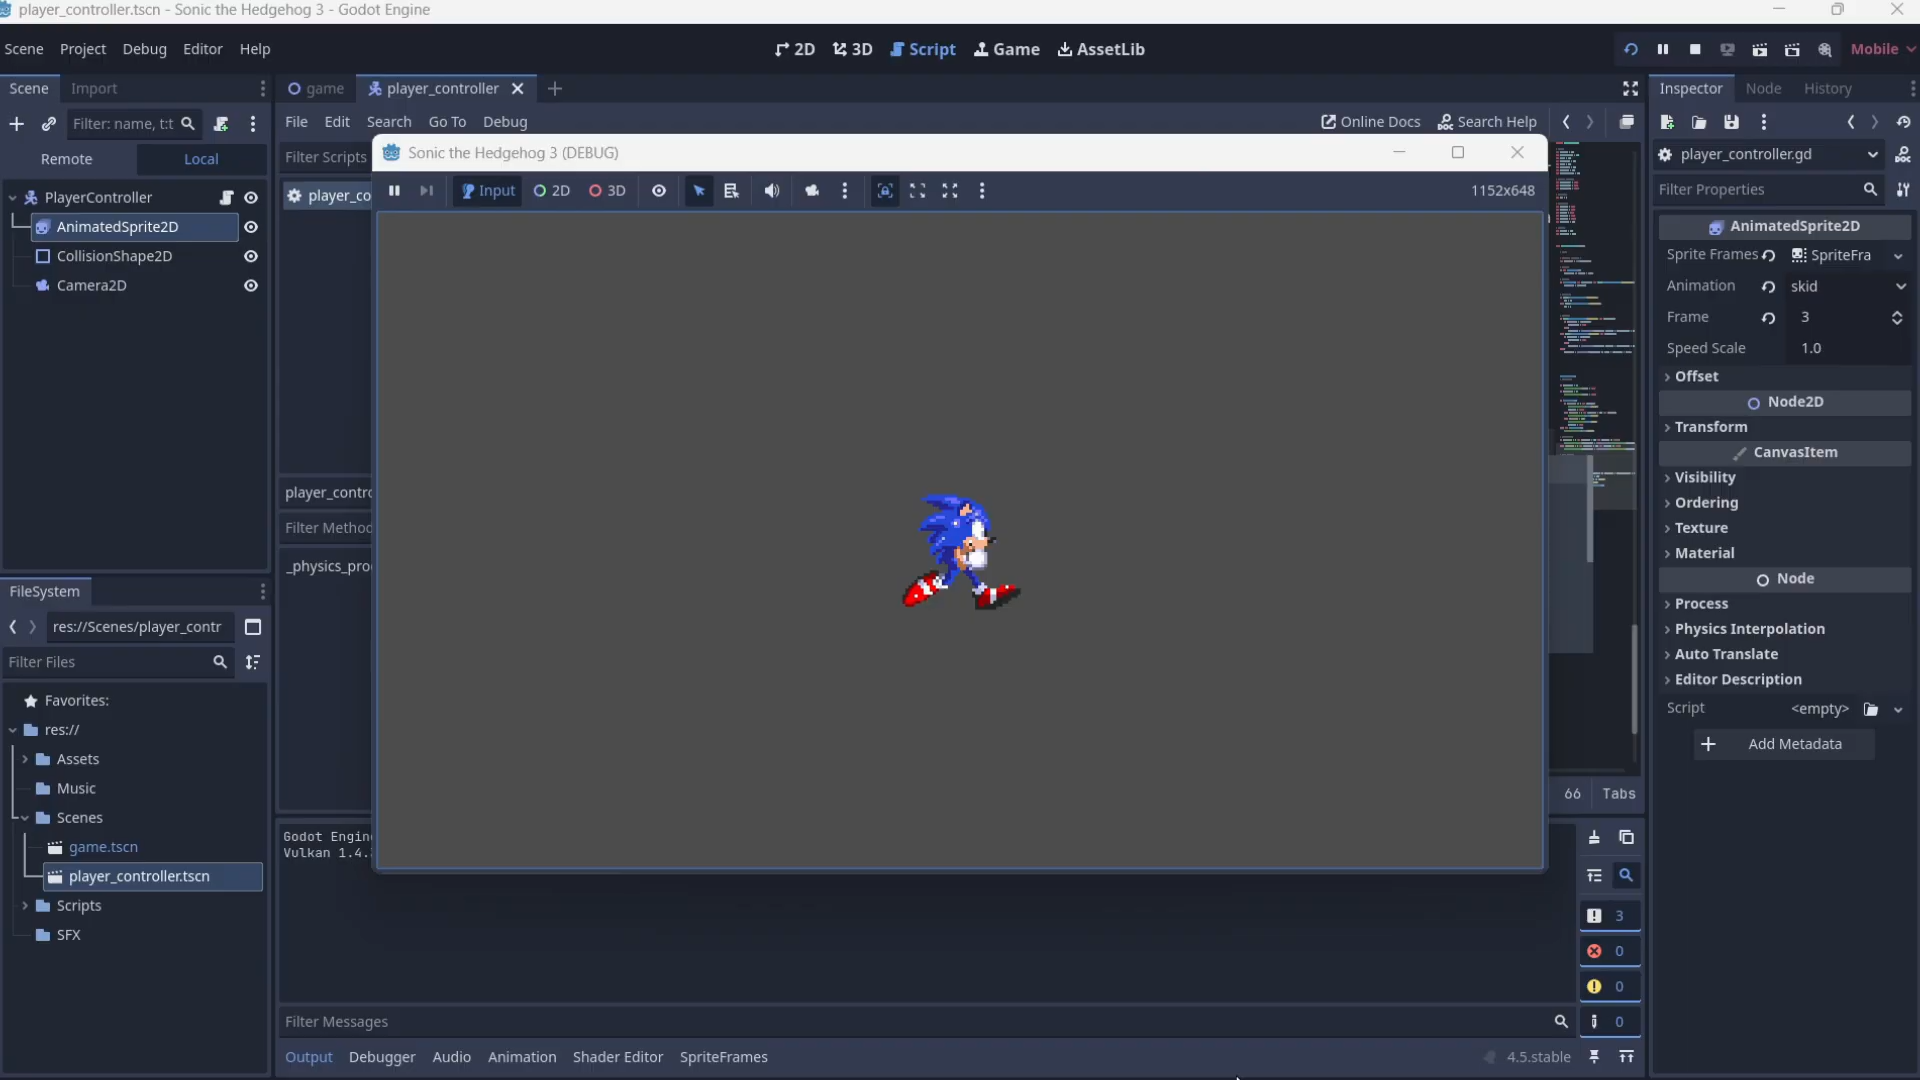 player_controller.tscn - Sonic the Hedgehog 3 - Godot Engine
Scene Project Debug Editor Help
2D 3D Script Game AssetLib
Mobile
Scene Import
game player_controller
Inspector Node History
Filter: name, t:t
File Edit Search Go To Debug
Online Docs Search Help
Remote Local
Filter Scripts
Sonic the Hedgehog 3 (DEBUG)
player_controller.gd
PlayerController
player_co
Input 2D 3D
1152x648
Filter Properties
AnimatedSprite2D
AnimatedSprite2D
CollisionShape2D
Sprite Frames SpriteFra
Camera2D
Animation skid
Frame 3
Speed Scale 1.0
Offset
Node2D
Transform
CanvasItem
Visibility
player_contro
Ordering
Filter Methoo
Texture
Material
_physics_pro
Node
FileSystem
Process
res://Scenes/player_contr
Physics Interpolation
Filter Files
Auto Translate
Editor Description
Favorites:
Script <empty>
res://
Add Metadata
Assets
Music
66 Tabs
Scenes
Godot Engin
game.tscn
Vulkan 1.4.
player_controller.tscn
Scripts
3
SFX
0
0
Filter Messages
0
Output Debugger Audio Animation Shader Editor SpriteFrames
4.5.stable